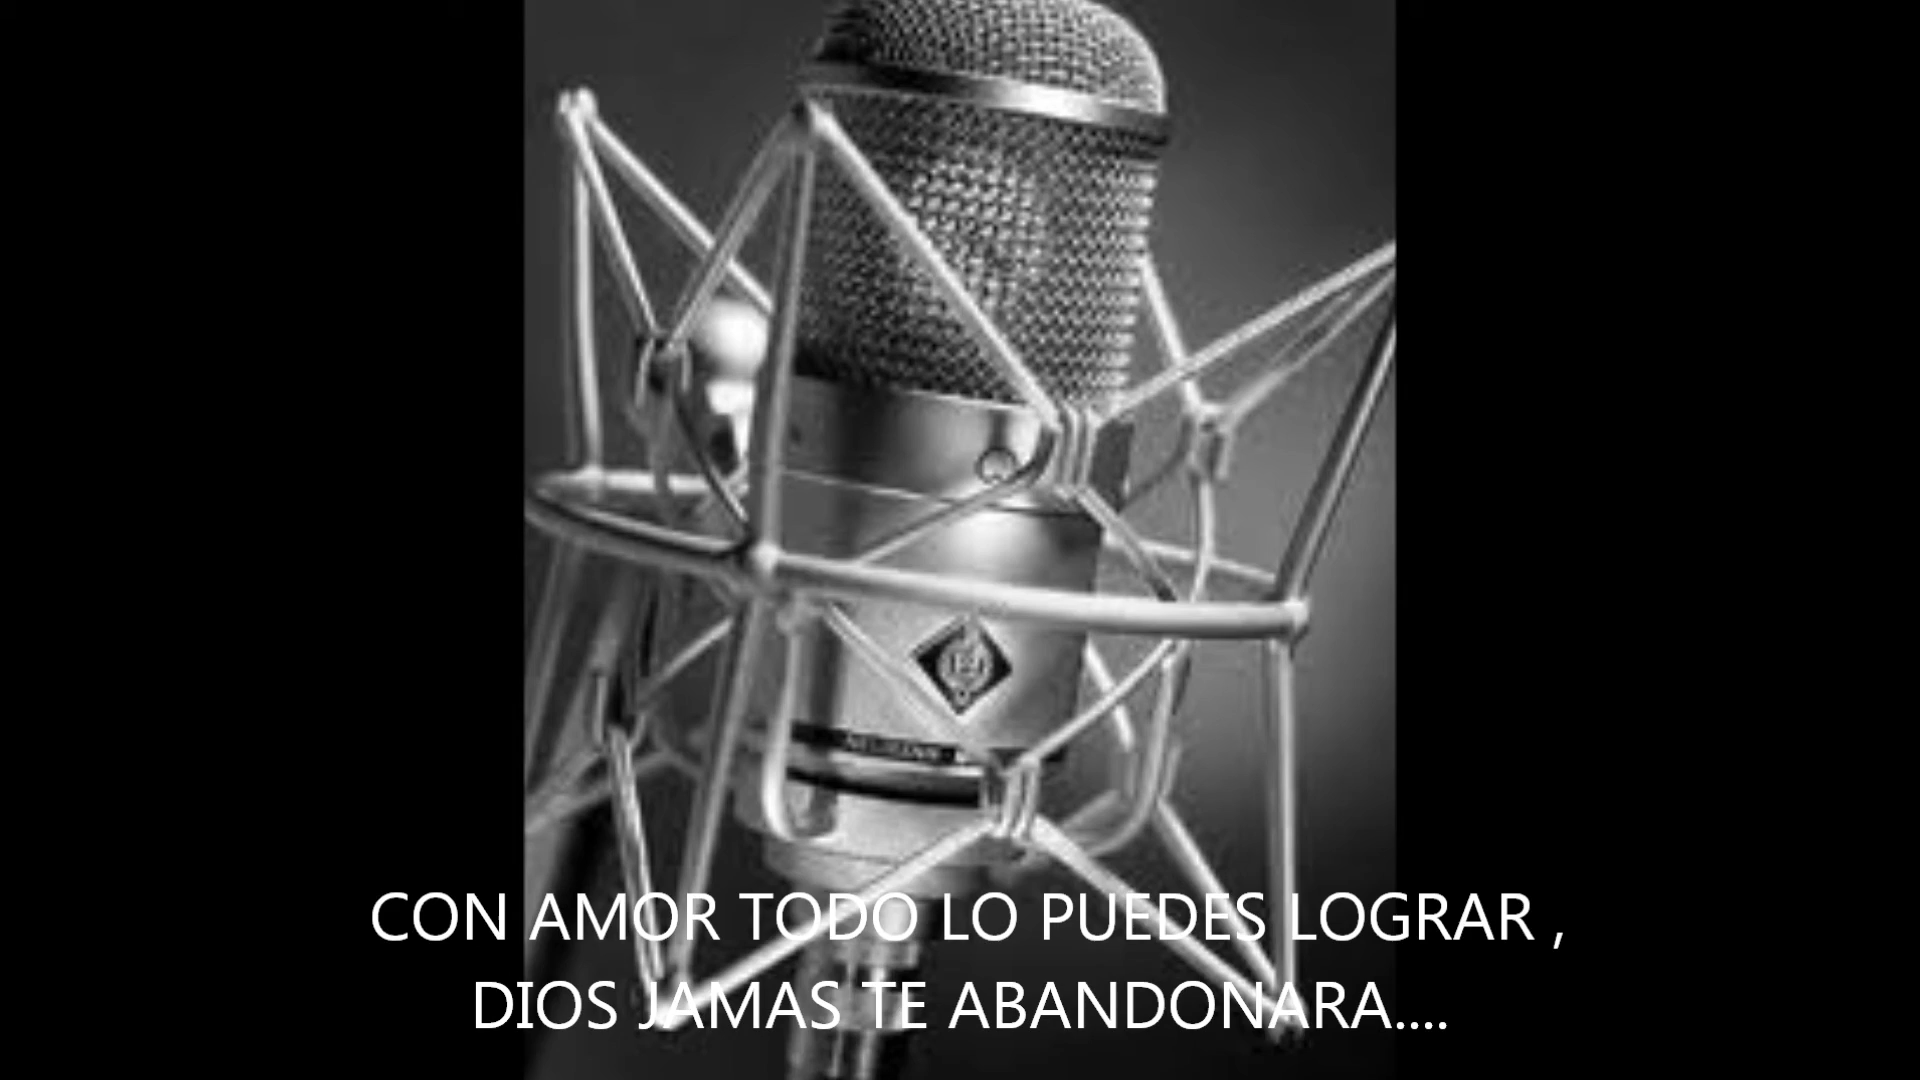 CON AMOR TODO LO PUEDES LOGRAR ,
DIOS JAMAS TE ABANDONARA....